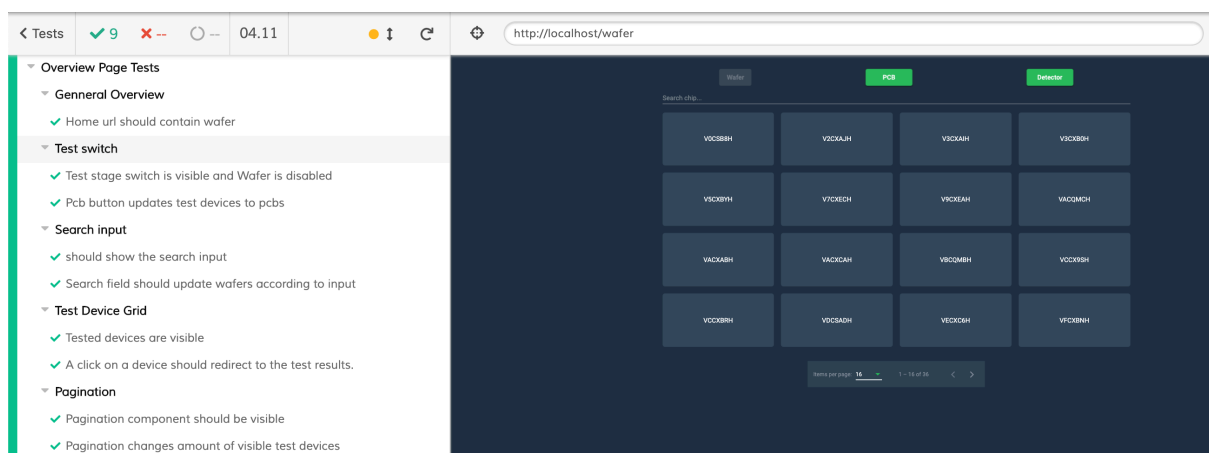 Tests 9 -- -- 04.11 http://localhost/wafer
Overview Page Tests
Genneral Overview
Home url should contain wafer
Test switch
Test stage switch is visible and Wafer is disabled
Pcb button updates test devices to pcbs
Search input
should show the search input
Search field should update wafers according to input
Test Device Grid
Tested devices are visible
A click on a device should redirect to the test results.
Pagination
Pagination component should be visible
Pagination changes amount of visible test devices
Wafer PCB Detector
Search chip...
V0CSB8H V2CXAJH V3CXAIH V3CXB0H
V5CXBYH V7CXECH V9CXEAH VACQMCH
VACXABH VACXCAH VBCQMBH VCCX9SH
VCCXBRH VDCSADH VECXC6H VFCXBNH
Items per page: 16 1 – 16 of 36